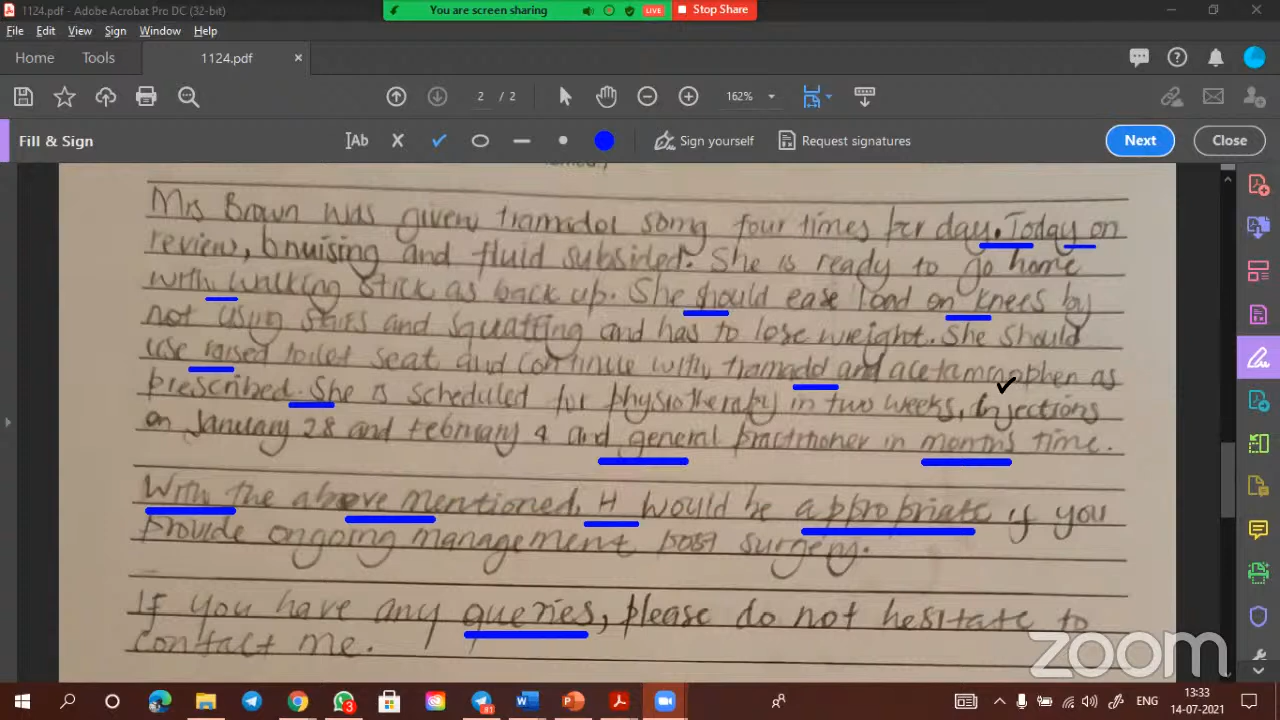 1124.pdf - Adobe Acrobat Pro DC (32-bit)
You are screen sharing LIVE Stop Share
File Edit View Sign Window Help
Home Tools 1124.pdf ×
2 / 2 162%
Fill & Sign Ab Sign yourself Request signatures Next Close
Mrs Brown was given tramadol 50mg four times per day. Today on
review, bruising and fluid subsided. She is ready to go home
with walking stick as back up. She should ease load on knees by
not using stairs and squatting and has to lose weight. She should
use raised toilet seat and continue with tramadol and acetamenophen as
prescribed. She is scheduled for physiotherapy in two weeks, injections
on January 28 and February 4 and general practitioner in months time.
With the above mentioned, it would be appropriate if you
provide ongoing management post surgery.
If you have any queries, please do not hesitate to
contact me.
zoom
3 81 ENG 13:33
14-07-2021